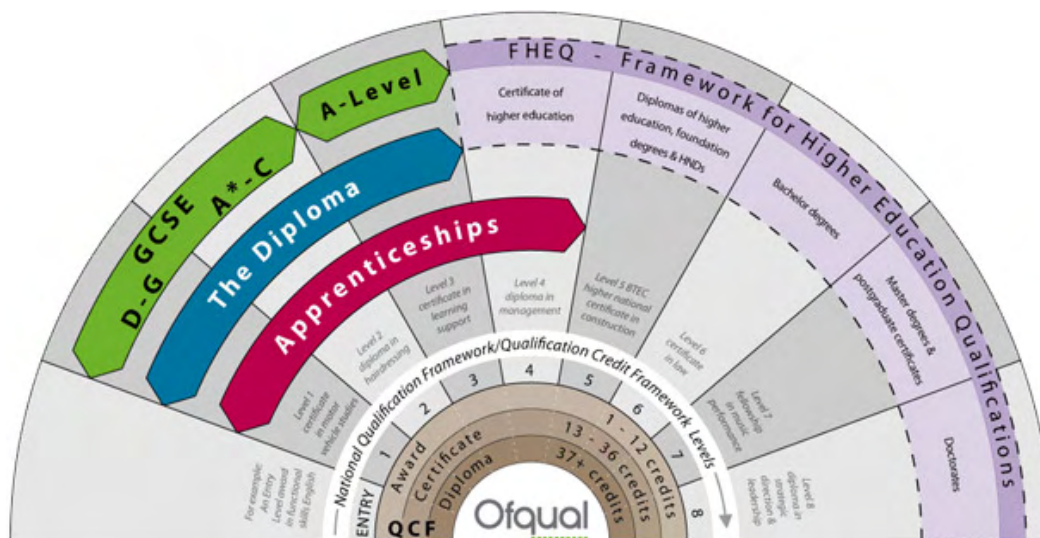 FHEQ - Framework for Higher Education Qualifications
A-Level
GCSE
D-G A*-C
The Diploma
Apprenticeships
Certificate of
higher education
Diplomas of higher
education, foundation
degrees & HNDs
Bachelor degrees
Master degrees &
postgraduate certificates
Doctorates
For example:
An Entry
Level award
in functional
skills English
Level 1
certificate
in motor
vehicle studies
Level 2
diploma in
hairdressing
Level 3
certificate in
learning
support
Level 4
diploma in
management
Level 5 BTEC
higher national
certificate in
construction
Level 6
certificate
in law
Level 7
fellowship
in music
performance
Level 8
diploma in
strategic
direction &
leadership
National Qualification Framework/Qualification Credit Framework Levels
ENTRY
1
2
3
4
5
6
7
8
Award
1 - 12 credits
Certificate
13 - 36 credits
Diploma
37+ credits
QCF
Ofqual